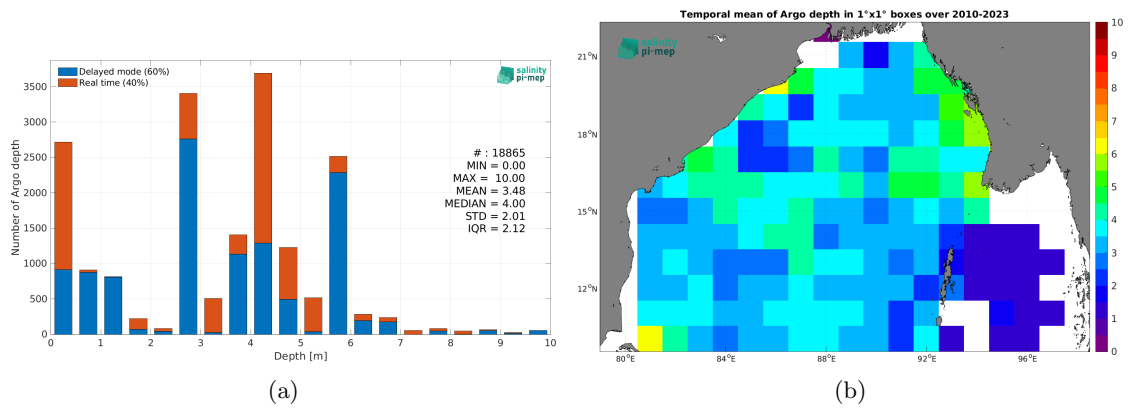 Delayed mode (60%)
Real time (40%)
salinity
pi-mep
Number of Argo depth
3500
3000
2500
2000
1500
1000
500
0
# : 18865
MIN = 0.00
MAX = 10.00
MEAN = 3.48
MEDIAN = 4.00
STD = 2.01
IQR = 2.12
0 1 2 3 4 5 6 7 8 9 10
Depth [m]
(a)
Temporal mean of Argo depth in 1°x1° boxes over 2010-2023
salinity
pi-mep
21°N
18°N
15°N
12°N
80°E 84°E 88°E 92°E 96°E
10
9
8
7
6
5
4
3
2
1
0
(b)